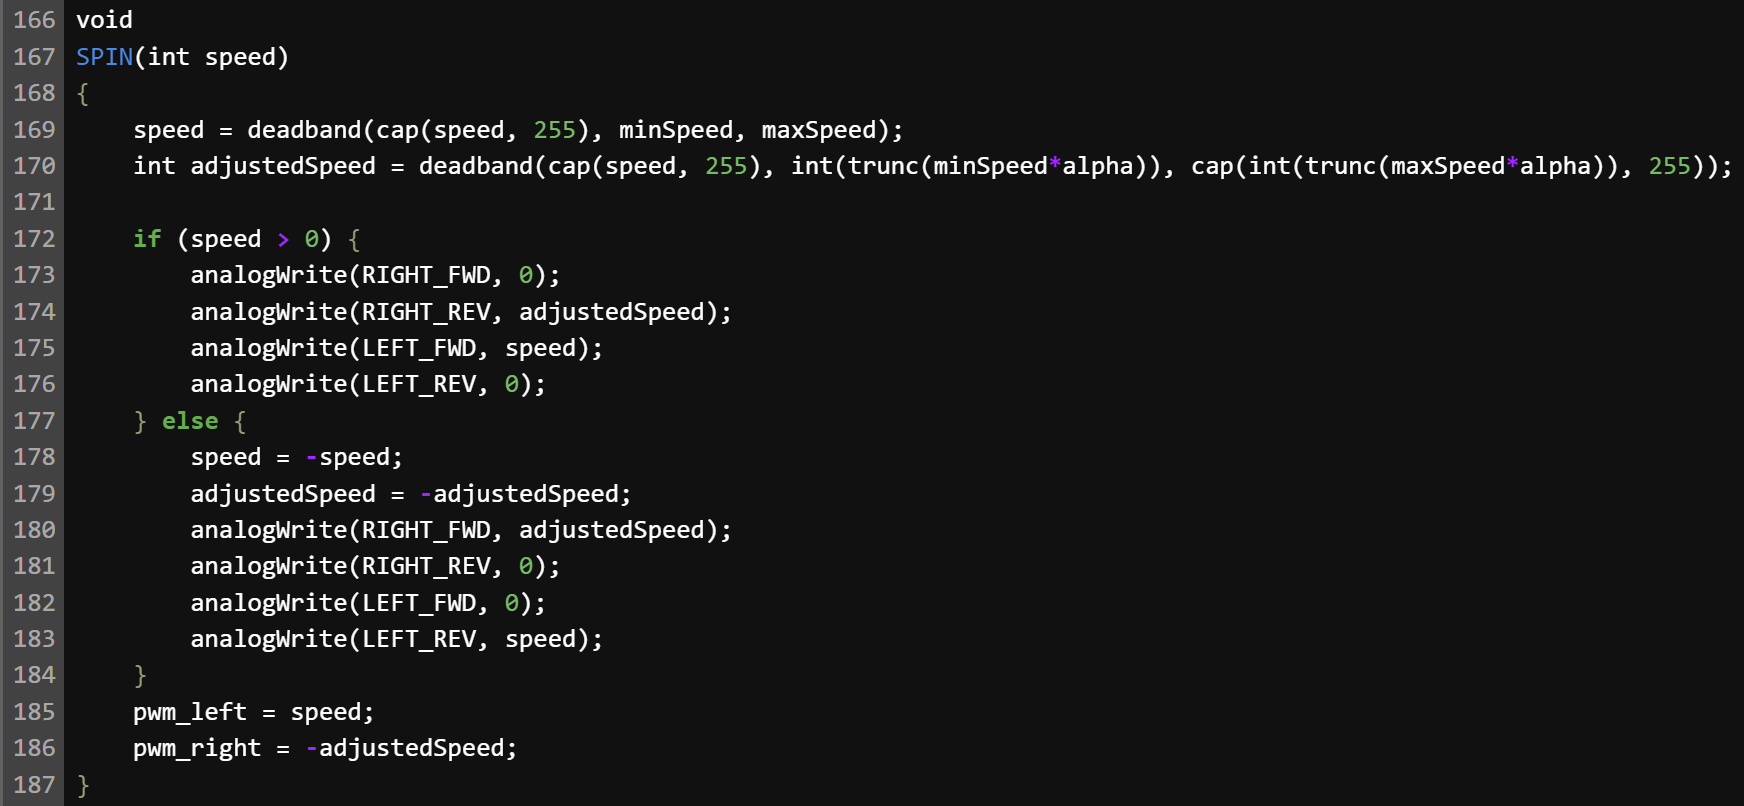 166 void
167 SPIN(int speed)
168 {
169     speed = deadband(cap(speed, 255), minSpeed, maxSpeed);
170     int adjustedSpeed = deadband(cap(speed, 255), int(trunc(minSpeed*alpha)), cap(int(trunc(maxSpeed*alpha)), 255));
171
172     if (speed > 0) {
173         analogWrite(RIGHT_FWD, 0);
174         analogWrite(RIGHT_REV, adjustedSpeed);
175         analogWrite(LEFT_FWD, speed);
176         analogWrite(LEFT_REV, 0);
177     } else {
178         speed = -speed;
179         adjustedSpeed = -adjustedSpeed;
180         analogWrite(RIGHT_FWD, adjustedSpeed);
181         analogWrite(RIGHT_REV, 0);
182         analogWrite(LEFT_FWD, 0);
183         analogWrite(LEFT_REV, speed);
184     }
185     pwm_left = speed;
186     pwm_right = -adjustedSpeed;
187 }